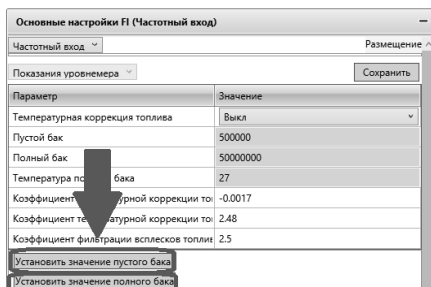 Основные настройки FI (Частотный вход)
Частотный вход
Размещение
Показания уровнемера
Сохранить
Параметр Значение
Температурная коррекция топлива Выкл
Пустой бак 500000
Полный бак 50000000
Температура по бака 27
Коэффициент турной коррекции то -0.0017
Коэффициент температурной коррекции то 2.48
Коэффициент фильтрации всплесков топлив 2.5
Установить значение пустого бака
Установить значение полного бака